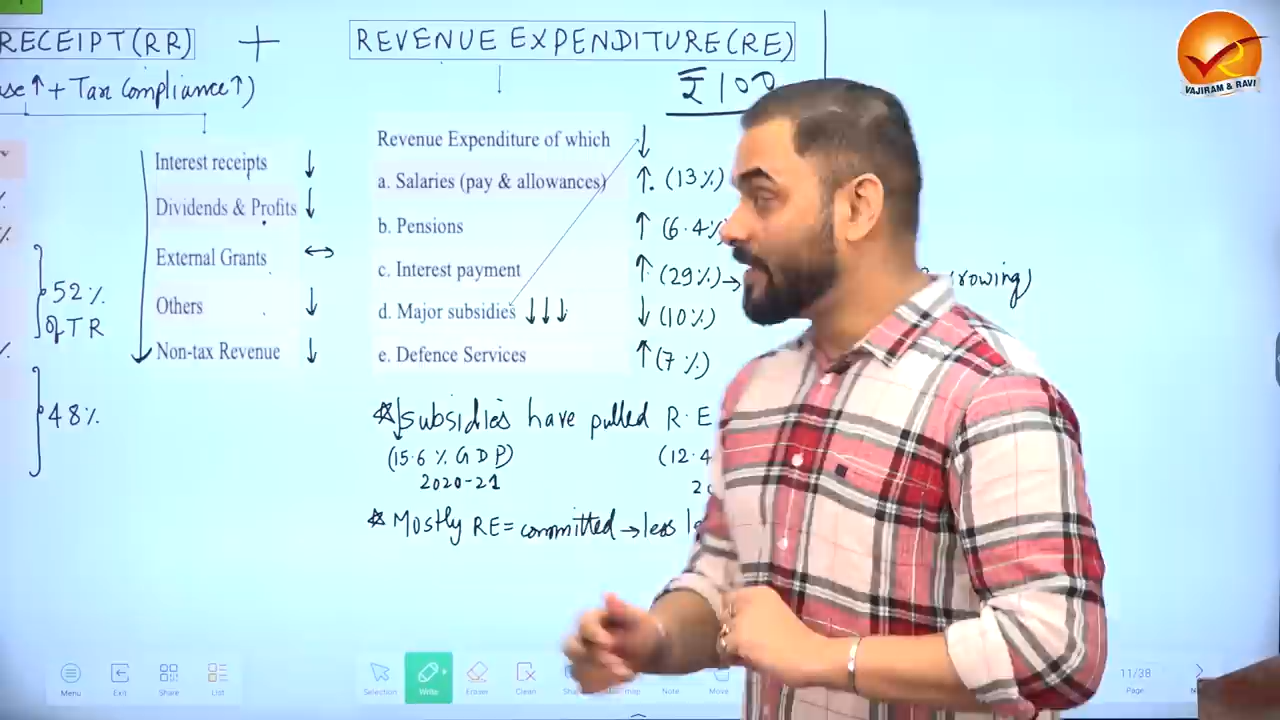 RECEIPT(RR) + REVENUE EXPENDITURE(RE)
↑ + Tax Compliance ↑)
₹100
VAJIRAM & RAVI
Interest receipts ↓
Dividends & Profits ↓
External Grants ↔
Others ↓
Non-tax Revenue ↓
52%
of TR
48%
Revenue Expenditure of which ↓
a. Salaries (pay & allowances) ↑. (13%)
b. Pensions ↑ (6.4%
c. Interest payment ↑ (29%) →
d. Major subsidies ↓↓↓ ↓ (10%)
e. Defence Services ↑ (7%)
subsidies have pulled R.E
(15.6% GDP)
2020-21
(12.4
Mostly RE = committed → less
Menu
Exit
Share
List
Selection
Write
Eraser
Clean
Note
Move
11/38
Page